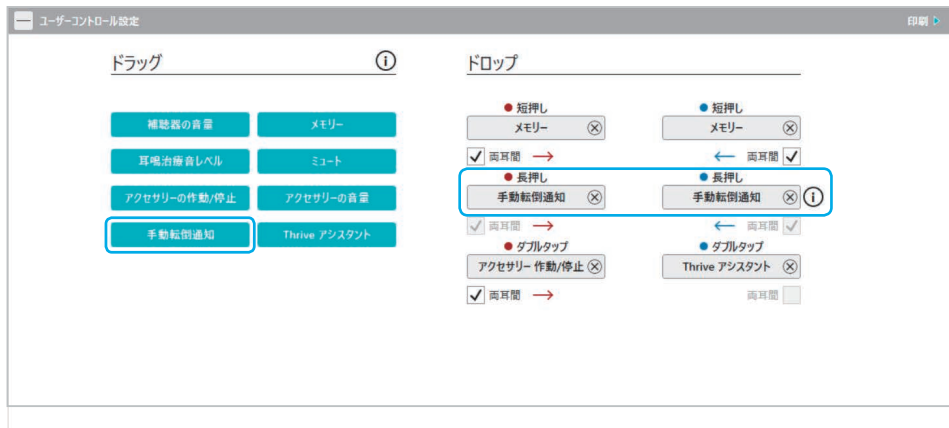 ユーザーコントロール設定
印刷
ドラッグ
ドロップ
補聴器の音量
メモリー
耳鳴治療音レベル
ミュート
アクセサリーの作動/停止
アクセサリーの音量
手動転倒通知
Thrive アシスタント
短押し
メモリー
両耳間
長押し
手動転倒通知
両耳間
ダブルタップ
アクセサリー 作動/停止
両耳間
短押し
メモリー
両耳間
長押し
手動転倒通知
両耳間
ダブルタップ
Thrive アシスタント
両耳間